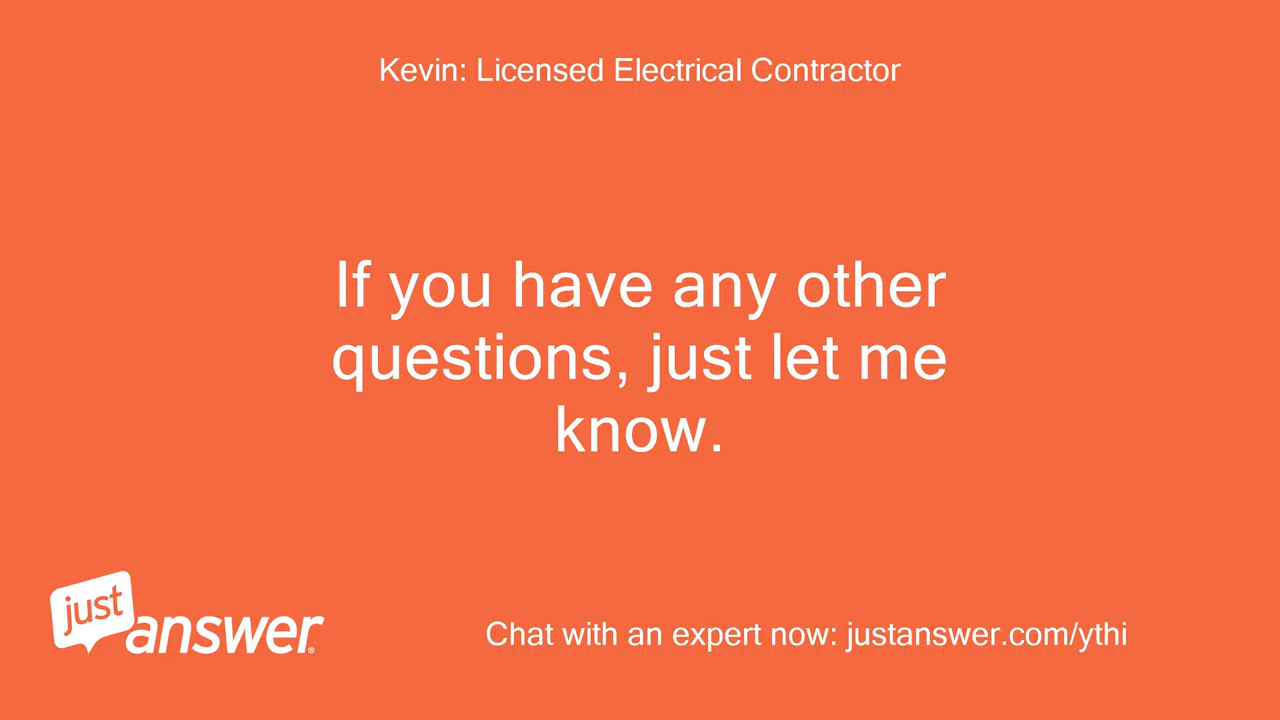 Kevin: Licensed Electrical Contractor
If you have any other
questions, just let me
know.
just
answer®
Chat with an expert now: justanswer.com/ythi